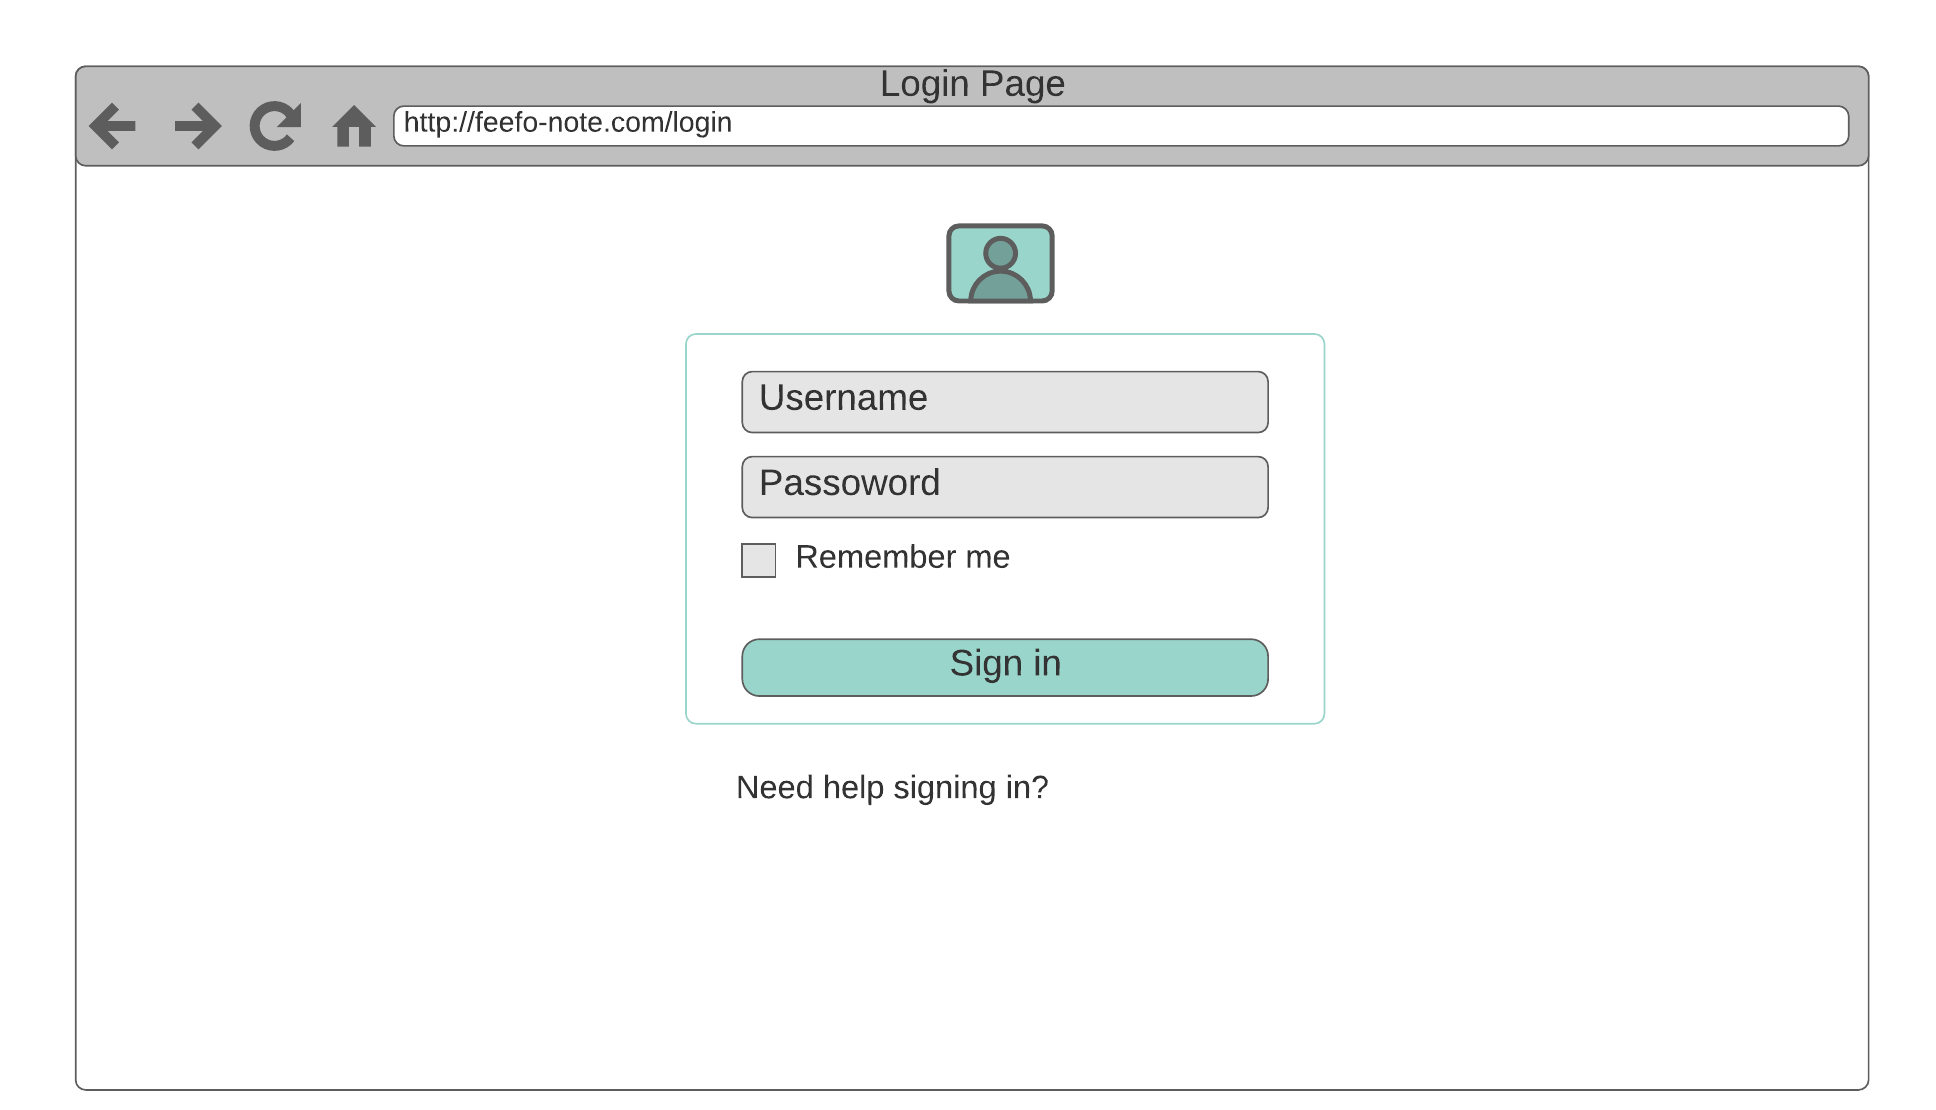 Login Page
http://feefo-note.com/login
Username
Passoword
Remember me
Sign in
Need help signing in?